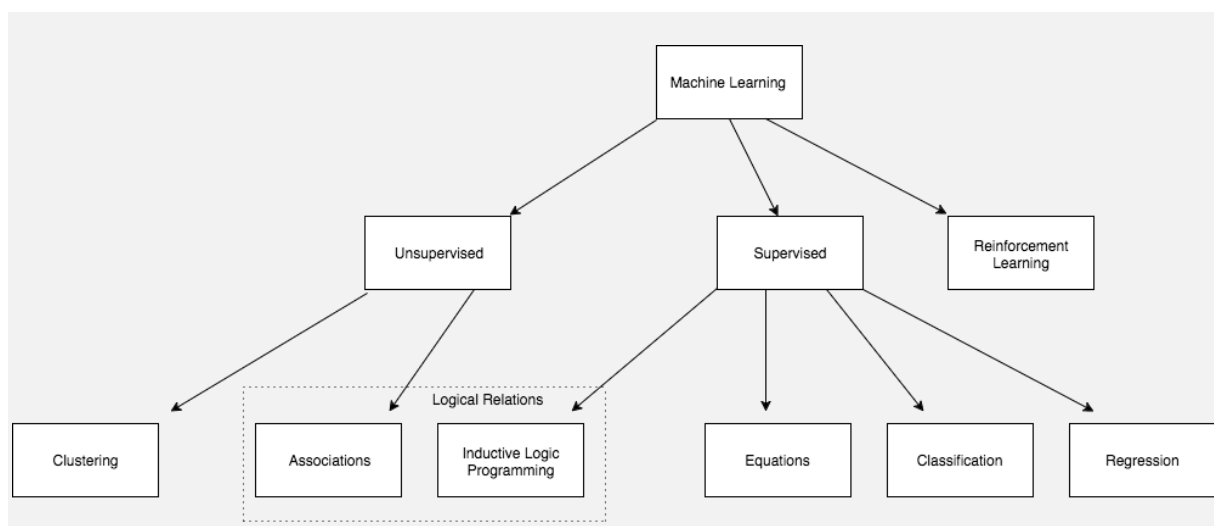 Machine Learning
Unsupervised
Supervised
Reinforcement
Learning
Logical Relations
Clustering
Associations
Inductive Logic
Programming
Equations
Classification
Regression